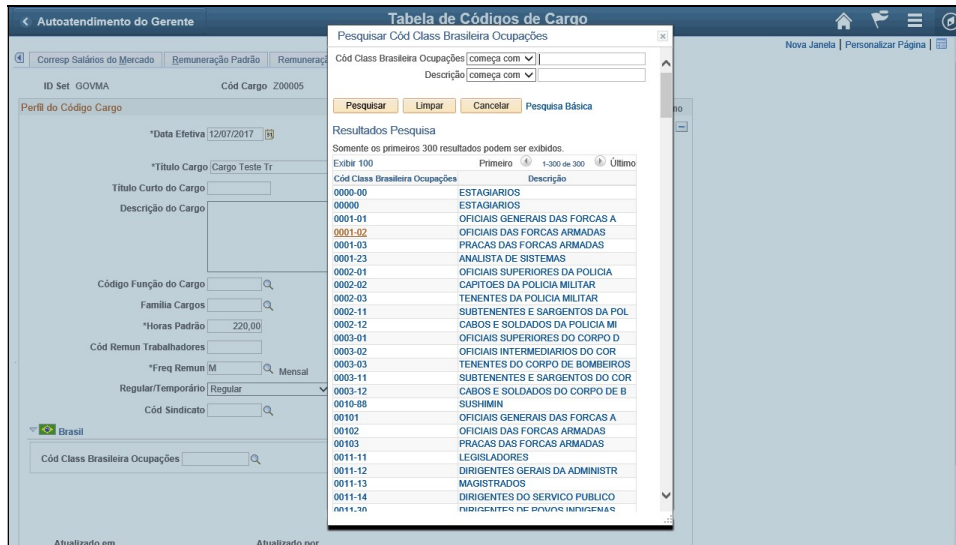 Autoatendimento do Gerente
Tabela de Códigos de Cargo
Nova Janela | Personalizar Página |
Corresp Salários do Mercado
Remuneração Padrão
Remuneraç
ID Set GOVMA
Cód Cargo Z00005
Perfil do Código Cargo
no
*Data Efetiva 12/07/2017
*Título Cargo Cargo Teste Tr
Título Curto do Cargo
Descrição do Cargo
Código Função do Cargo
Família Cargos
*Horas Padrão 220,00
Cód Remun Trabalhadores
*Freq Remun M Mensal
Regular/Temporário Regular
Cód Sindicato
Brasil
Cód Class Brasileira Ocupações
Atualizado em
Atualizado por
Pesquisar Cód Class Brasileira Ocupações
Cód Class Brasileira Ocupações começa com
Descrição começa com
Pesquisar Limpar Cancelar Pesquisa Básica
Resultados Pesquisa
Somente os primeiros 300 resultados podem ser exibidos.
Exibir 100 Primeiro 1-300 de 300 Último
Cód Class Brasileira Ocupações Descrição
0000-00 ESTAGIARIOS
00000 ESTAGIARIOS
0001-01 OFICIAIS GENERAIS DAS FORCAS A
0001-02 OFICIAIS DAS FORCAS ARMADAS
0001-03 PRACAS DAS FORCAS ARMADAS
0001-23 ANALISTA DE SISTEMAS
0002-01 OFICIAIS SUPERIORES DA POLICIA
0002-02 CAPITOES DA POLICIA MILITAR
0002-03 TENENTES DA POLICIA MILITAR
0002-11 SUBTENENTES E SARGENTOS DA POL
0002-12 CABOS E SOLDADOS DA POLICIA MI
0003-01 OFICIAIS SUPERIORES DO CORPO D
0003-02 OFICIAIS INTERMEDIARIOS DO COR
0003-03 TENENTES DO CORPO DE BOMBEIROS
0003-11 SUBTENENTES E SARGENTOS DO COR
0003-12 CABOS E SOLDADOS DO CORPO DE B
0010-88 SUSHIMIN
00101 OFICIAIS GENERAIS DAS FORCAS A
00102 OFICIAIS DAS FORCAS ARMADAS
00103 PRACAS DAS FORCAS ARMADAS
0011-11 LEGISLADORES
0011-12 DIRIGENTES GERAIS DA ADMINISTR
0011-13 MAGISTRADOS
0011-14 DIRIGENTES DO SERVICO PUBLICO
0011-30 DIRIGENTES DE POVOS INDIGENAS